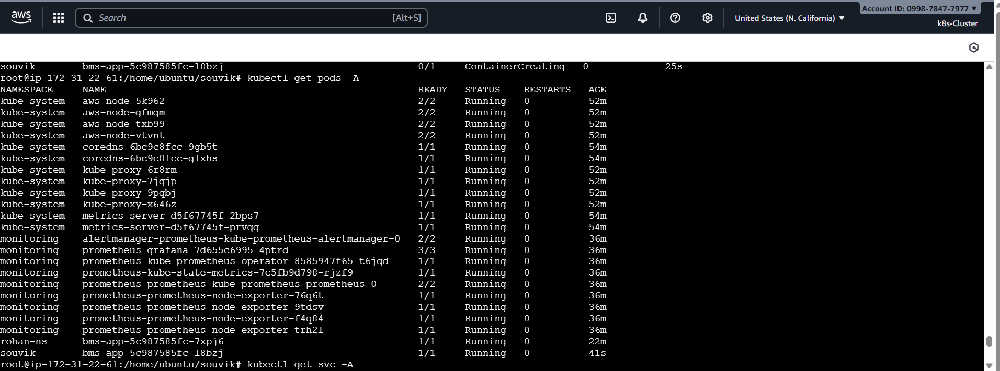 aws
Search [Alt+S]
United States (N. California)
Account ID: 0998-7847-7977
k8s-Cluster
souvik bms-app-5c987585fc-l8bzj 0/1 ContainerCreating 0 25s
root@ip-172-31-22-61:/home/ubuntu/souvik# kubectl get pods -A
NAMESPACE NAME READY STATUS RESTARTS AGE
kube-system aws-node-5k962 2/2 Running 0 52m
kube-system aws-node-gfmqm 2/2 Running 0 52m
kube-system aws-node-txb99 2/2 Running 0 52m
kube-system aws-node-vtvnt 2/2 Running 0 52m
kube-system coredns-6bc9c8fcc-9gb5t 1/1 Running 0 54m
kube-system coredns-6bc9c8fcc-glxhs 1/1 Running 0 54m
kube-system kube-proxy-6r8rm 1/1 Running 0 52m
kube-system kube-proxy-7jqjp 1/1 Running 0 52m
kube-system kube-proxy-9pqbj 1/1 Running 0 52m
kube-system kube-proxy-x646z 1/1 Running 0 52m
kube-system metrics-server-d5f67745f-2bps7 1/1 Running 0 54m
kube-system metrics-server-d5f67745f-prvqq 1/1 Running 0 54m
monitoring alertmanager-prometheus-kube-prometheus-alertmanager-0 2/2 Running 0 36m
monitoring prometheus-grafana-7d655c6995-4ptrd 3/3 Running 0 36m
monitoring prometheus-kube-prometheus-operator-8585947f65-t6jqd 1/1 Running 0 36m
monitoring prometheus-kube-state-metrics-7c5fb9d798-rjzf9 1/1 Running 0 36m
monitoring prometheus-prometheus-kube-prometheus-prometheus-0 2/2 Running 0 36m
monitoring prometheus-prometheus-node-exporter-76q6t 1/1 Running 0 36m
monitoring prometheus-prometheus-node-exporter-9tdsv 1/1 Running 0 36m
monitoring prometheus-prometheus-node-exporter-f4q84 1/1 Running 0 36m
monitoring prometheus-prometheus-node-exporter-trh2l 1/1 Running 0 36m
rohan-ns bms-app-5c987585fc-7xpj6 1/1 Running 0 22m
souvik bms-app-5c987585fc-l8bzj 1/1 Running 0 41s
root@ip-172-31-22-61:/home/ubuntu/souvik# kubectl get svc -A